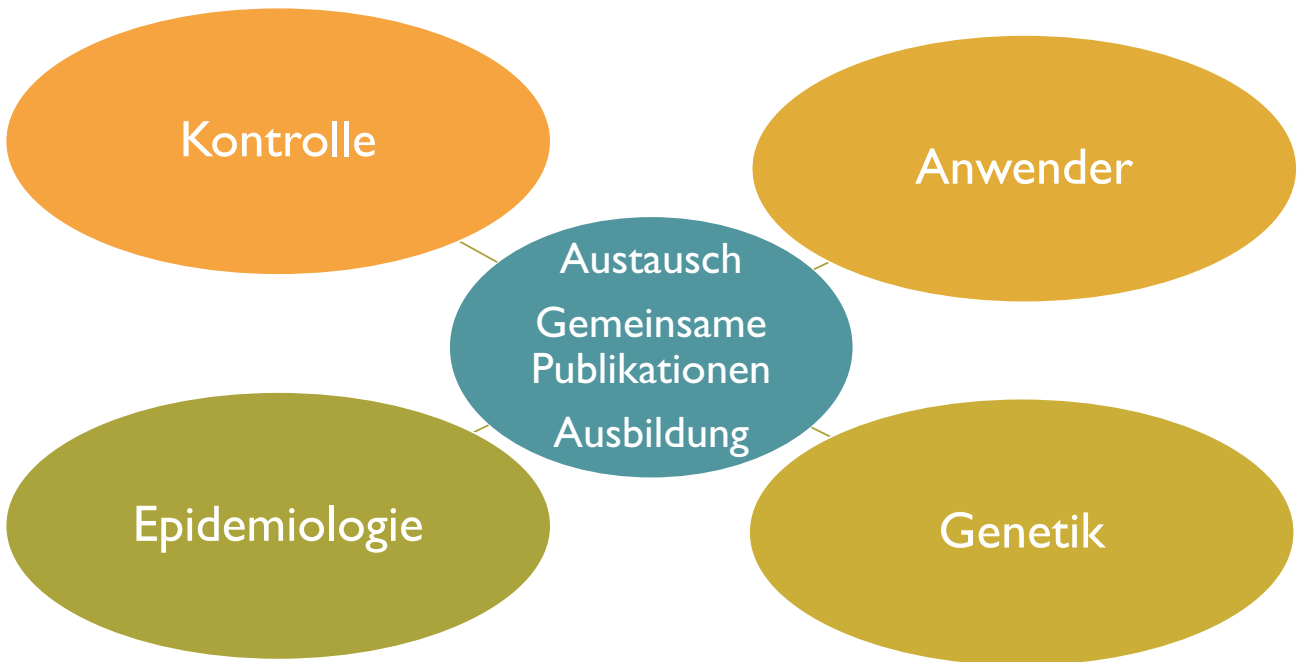 Kontrolle
Anwender
Austausch
Gemeinsame
Publikationen
Ausbildung
Epidemiologie
Genetik